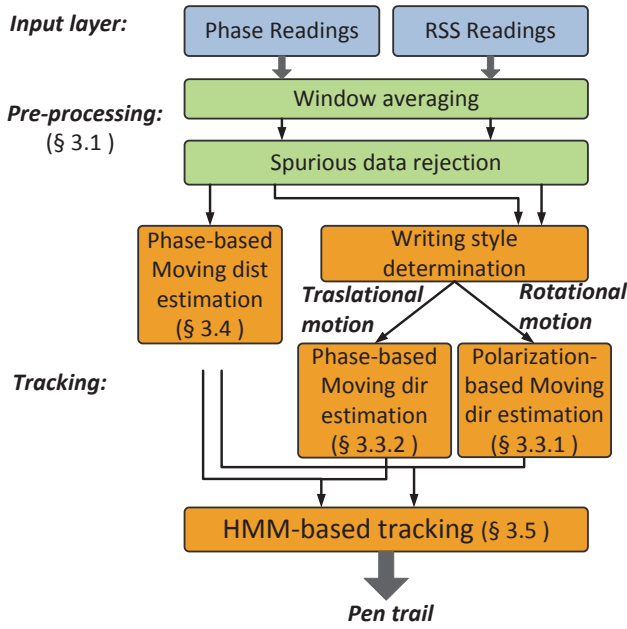 Input layer:
Phase Readings
RSS Readings
Pre-processing:
(§ 3.1 )
Window averaging
Spurious data rejection
Phase-based
Moving dist
estimation
(§ 3.4 )
Writing style
determination
Traslational
motion
Rotational
motion
Tracking:
Phase-based
Moving dir
estimation
(§ 3.3.2 )
Polarization-
based Moving
dir estimation
(§ 3.3.1 )
HMM-based tracking (§ 3.5 )
Pen trail